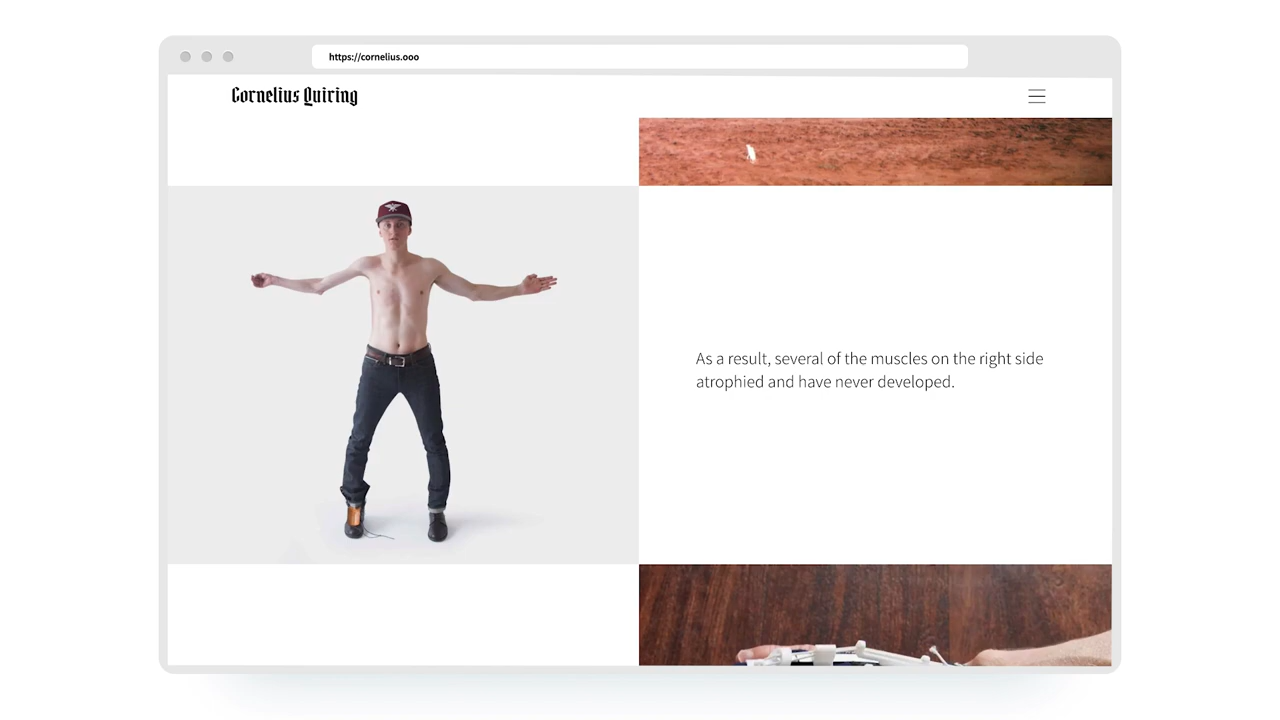 https://cornelius.ooo
Cornelius Quiring
As a result, several of the muscles on the right side
atrophied and have never developed.